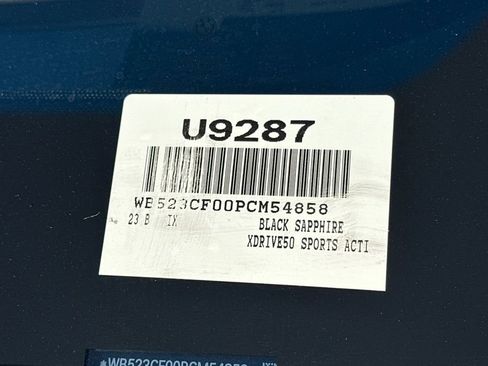 U9287
WB523CF00PCM54858
23 B IX BLACK SAPPHIRE
XDRIVE50 SPORTS ACTI